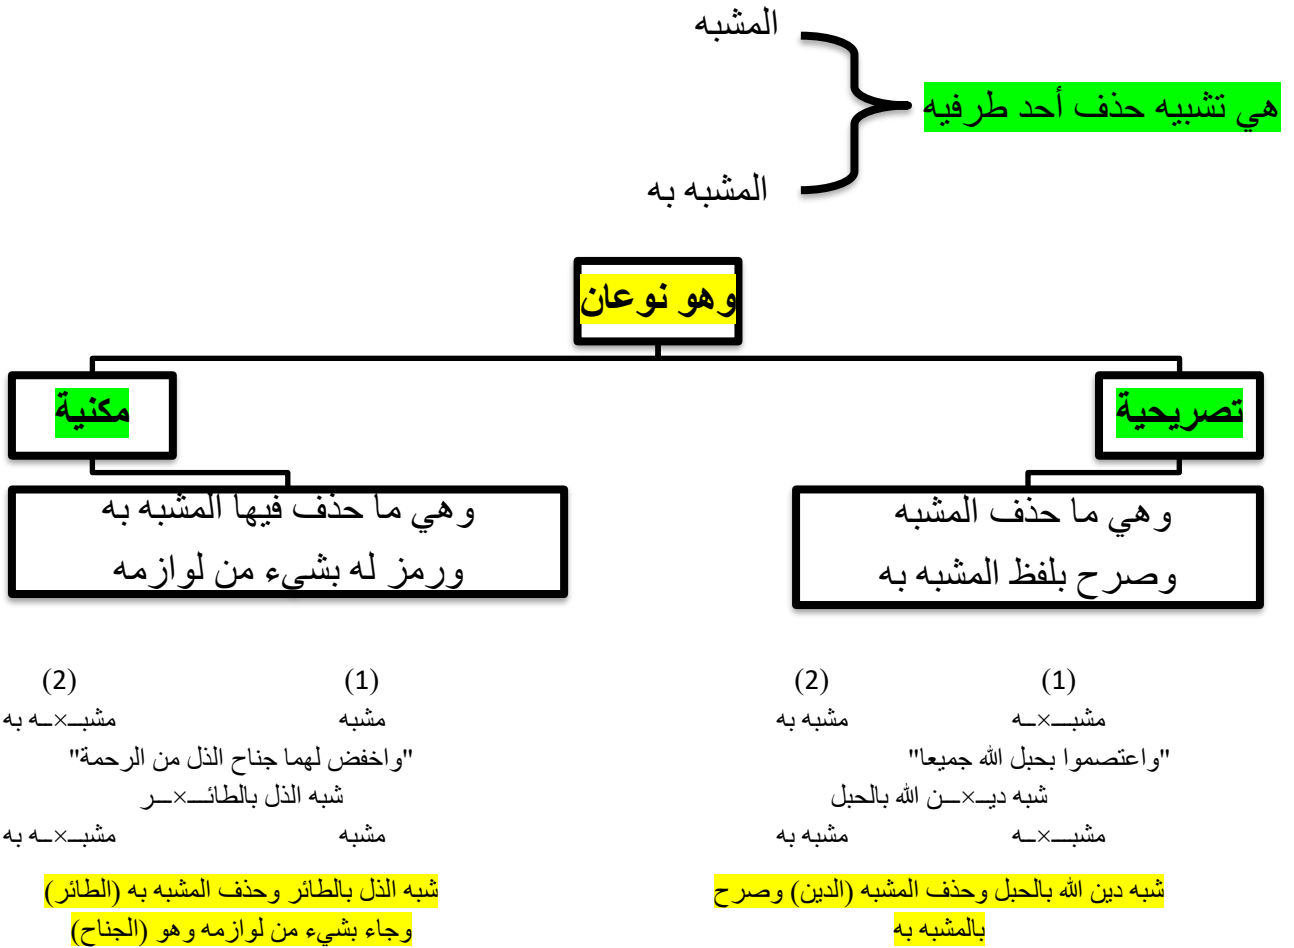 المشبه
هي تشبيه حذف أحد طرفيه
المشبه به
وهو نوعان
تصريحية
مكنية
وهي ما حذف المشبه
وصرح بلفظ المشبه به
وهي ما حذف فيها المشبه به
ورمز له بشيء من لوازمه
(1) (2)
مشبـــ×ــه مشبه به
"واعتصموا بحبل الله جميعا"
شبه ديــ×ــن الله بالحبل
مشبـــ×ــه مشبه به
شبه دين الله بالحبل وحذف المشبه (الدين) وصرح
بالمشبه به
(1) (2)
مشبه مشبــ×ــه به
"واخفض لهما جناح الذل من الرحمة"
شبه الذل بالطائـــ×ــر
مشبه مشبــ×ــه به
شبه الذل بالطائر وحذف المشبه به (الطائر)
وجاء بشيء من لوازمه وهو (الجناح)